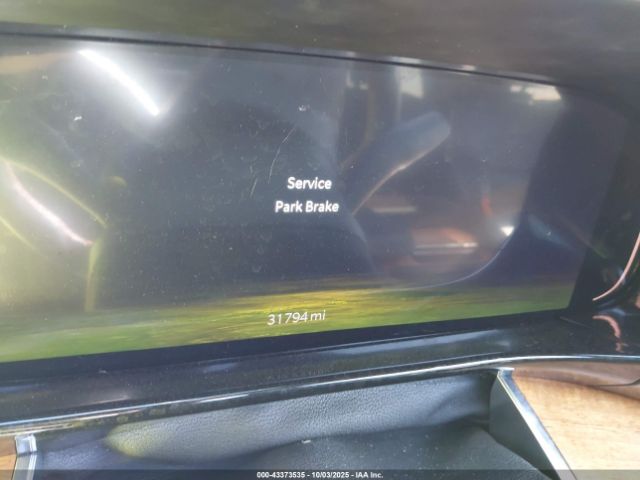 Service
Park Brake
31794 mi
000-43373535 - 10/03/2025 - IAA Inc.